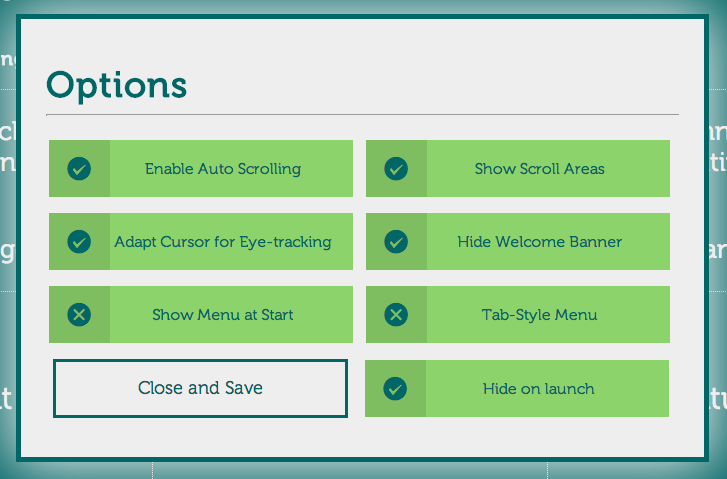 Options
Enable Auto Scrolling
Show Scroll Areas
Adapt Cursor for Eye-tracking
Hide Welcome Banner
Show Menu at Start
Tab-Style Menu
Close and Save
Hide on launch